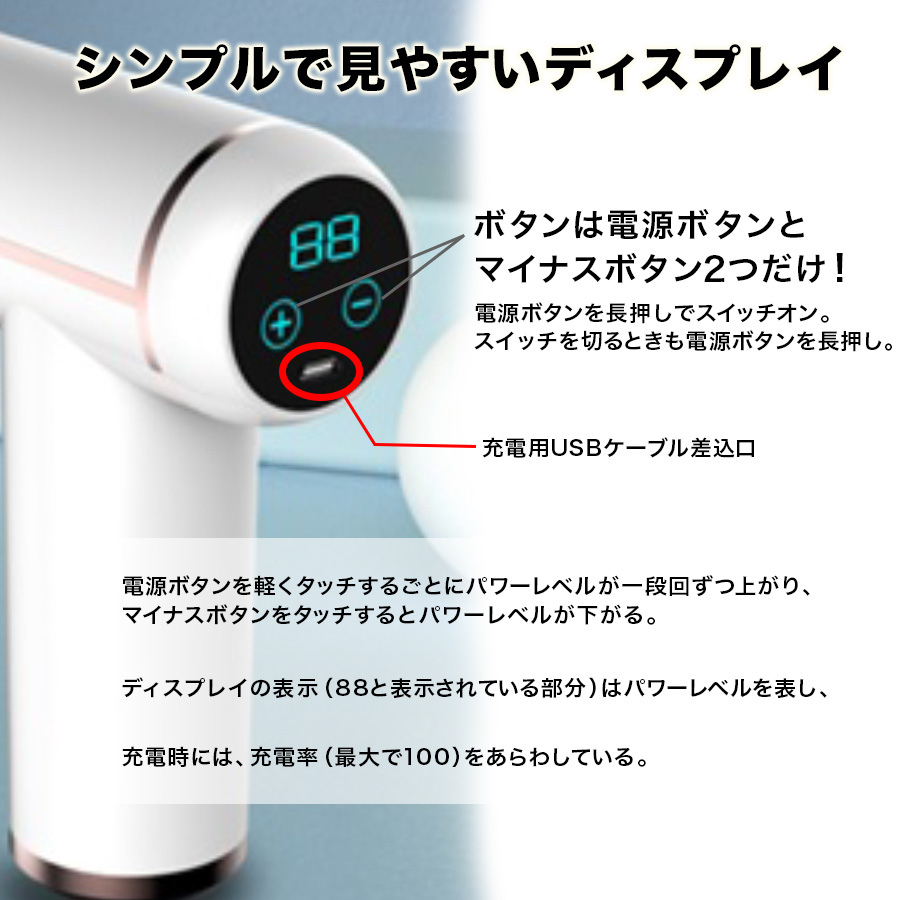 シンプルで見やすいディスプレイ
88
ボタンは電源ボタンと
マイナスボタン2つだけ！
電源ボタンを長押しでスイッチオン。
スイッチを切るときも電源ボタンを長押し。
+
−
充電用USBケーブル差込口
電源ボタンを軽くタッチするごとにパワーレベルが一段回ずつ上がり、
マイナスボタンをタッチするとパワーレベルが下がる。
ディスプレイの表示（88と表示されている部分）はパワーレベルを表し、
充電時には、充電率（最大で100）をあらわしている。